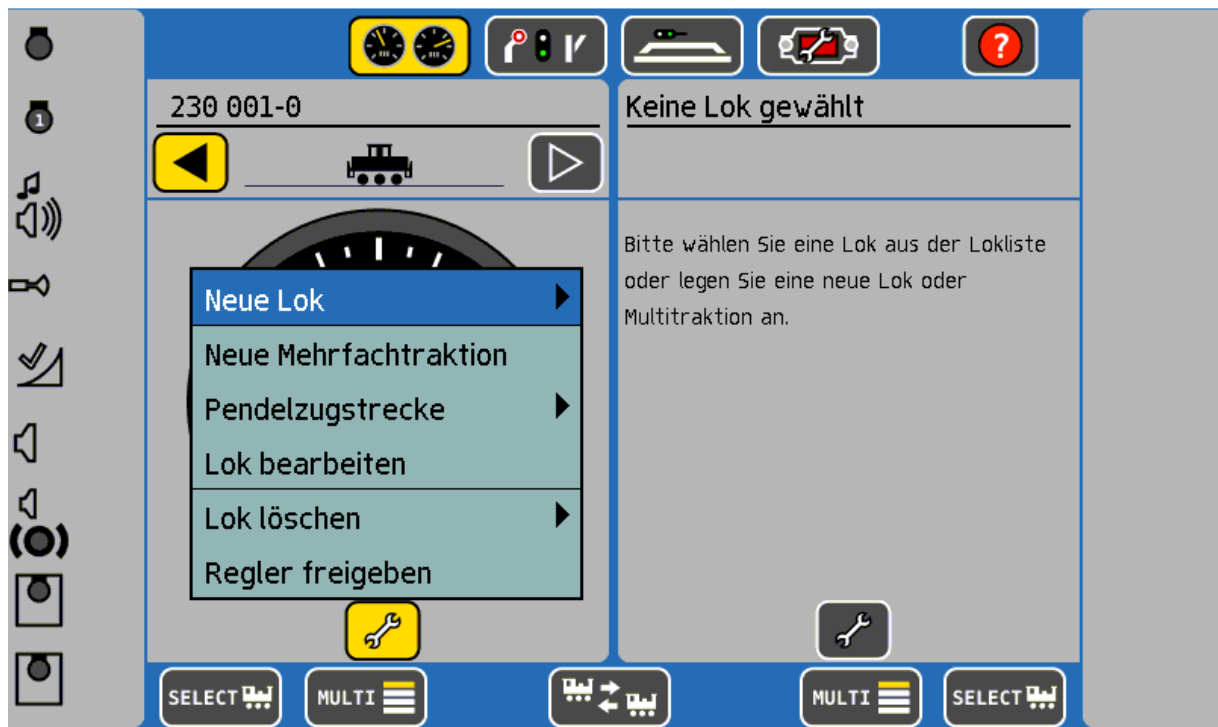 ?
230 001-0
Keine Lok gewählt
1
Bitte wählen Sie eine Lok aus der Lokliste
oder legen Sie eine neue Lok oder
Multitraktion an.
Neue Lok
Neue Mehrfachtraktion
Pendelzugstrecke
Lok bearbeiten
Lok löschen
Regler freigeben
SELECT
MULTI
MULTI
SELECT